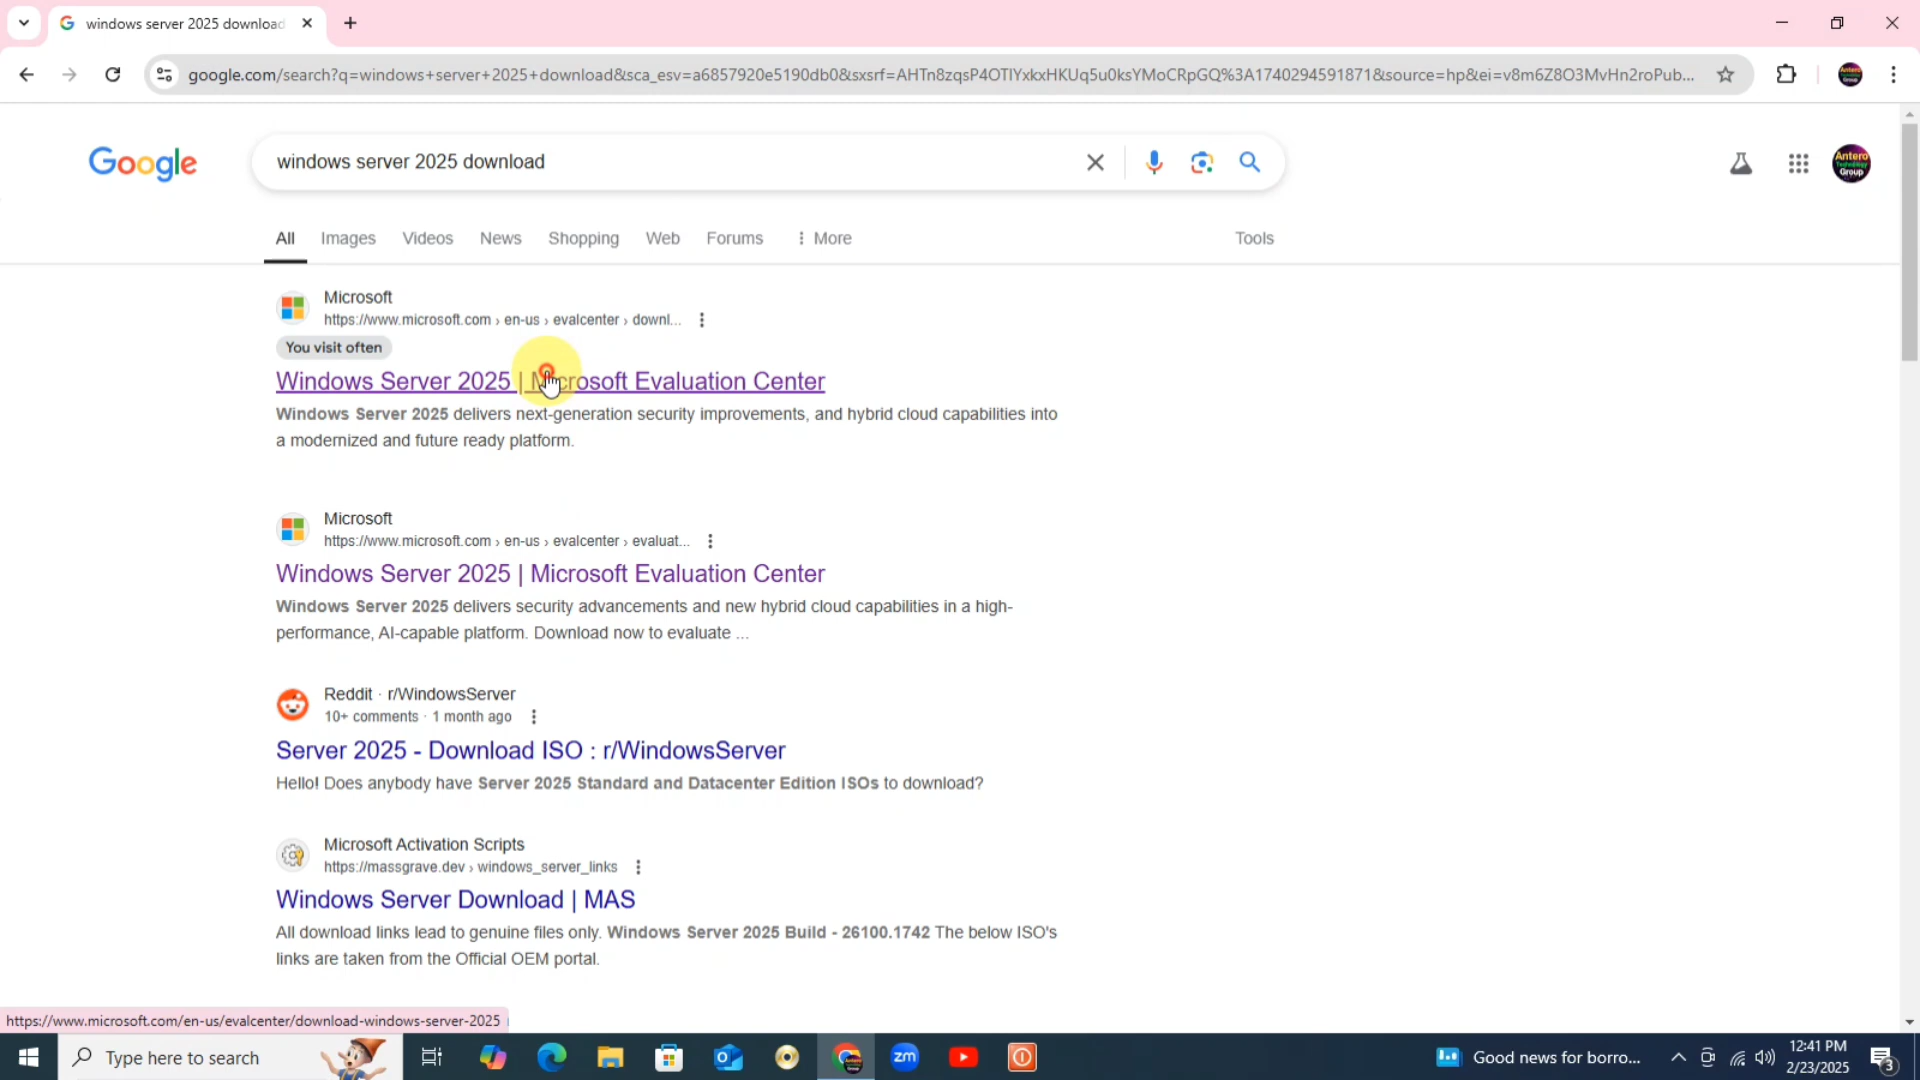 windows server 2025 download
google.com/search?q=windows+server+2025+download&sca_esv=a6857920e5190db0&sxsrf=AHTn8zqsP4OTlYxkxHKUq5u0ksYMoCRpGQ%3A1740294591871&source=hp&ei=v8m6Z8O3MvHn2roPub...
Google
windows server 2025 download
Antero
Technology
Group
All Images Videos News Shopping Web Forums More Tools
Microsoft
https://www.microsoft.com › en-us › evalcenter › downl...
You visit often
Windows Server 2025 | Microsoft Evaluation Center
Windows Server 2025 delivers next-generation security improvements, and hybrid cloud capabilities into
a modernized and future ready platform.
Microsoft
https://www.microsoft.com › en-us › evalcenter › evaluat...
Windows Server 2025 | Microsoft Evaluation Center
Windows Server 2025 delivers security advancements and new hybrid cloud capabilities in a high-
performance, AI-capable platform. Download now to evaluate ...
Reddit · r/WindowsServer
10+ comments · 1 month ago
Server 2025 - Download ISO : r/WindowsServer
Hello! Does anybody have Server 2025 Standard and Datacenter Edition ISOs to download?
Microsoft Activation Scripts
https://massgrave.dev › windows_server_links
Windows Server Download | MAS
All download links lead to genuine files only. Windows Server 2025 Build - 26100.1742 The below ISO's
links are taken from the Official OEM portal.
https://www.microsoft.com/en-us/evalcenter/download-windows-server-2025
Type here to search
zm
Good news for borro...
12:41 PM
2/23/2025
3